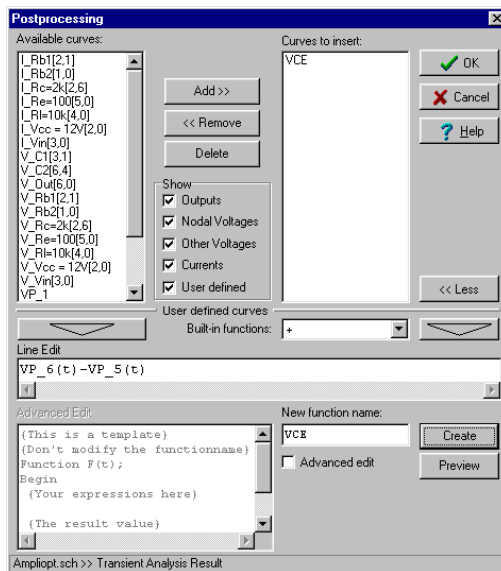 Postprocessing
Available curves:
I_Rb1[2,1]
I_Rb2[1,0]
I_Rc=2k[2,6]
I_Re=100[5,0]
I_Rl=10k[4,0]
I_Vcc = 12V[2,0]
I_Vin[3,0]
V_C1[3,1]
V_C2[6,4]
V_Out[6,0]
V_Rb1[2,1]
V_Rb2[1,0]
V_Rc=2k[2,6]
V_Re=100[5,0]
V_Rl=10k[4,0]
V_Vcc = 12V[2,0]
V_Vin[3,0]
VP_1
Add >>
<< Remove
Delete
Show
Outputs
Nodal Voltages
Other Voltages
Currents
User defined
Curves to insert:
VCE
OK
Cancel
? Help
<< Less
User defined curves
Built-in functions:
+
Line Edit
VP_6(t)-VP_5(t)
Advanced Edit
{This is a template}
{Don't modify the functionname}
Function F(t);
Begin
{Your expressions here}
{The result value}
New function name:
VCE
Advanced edit
Create
Preview
Ampliopt.sch >> Transient Analysis Result